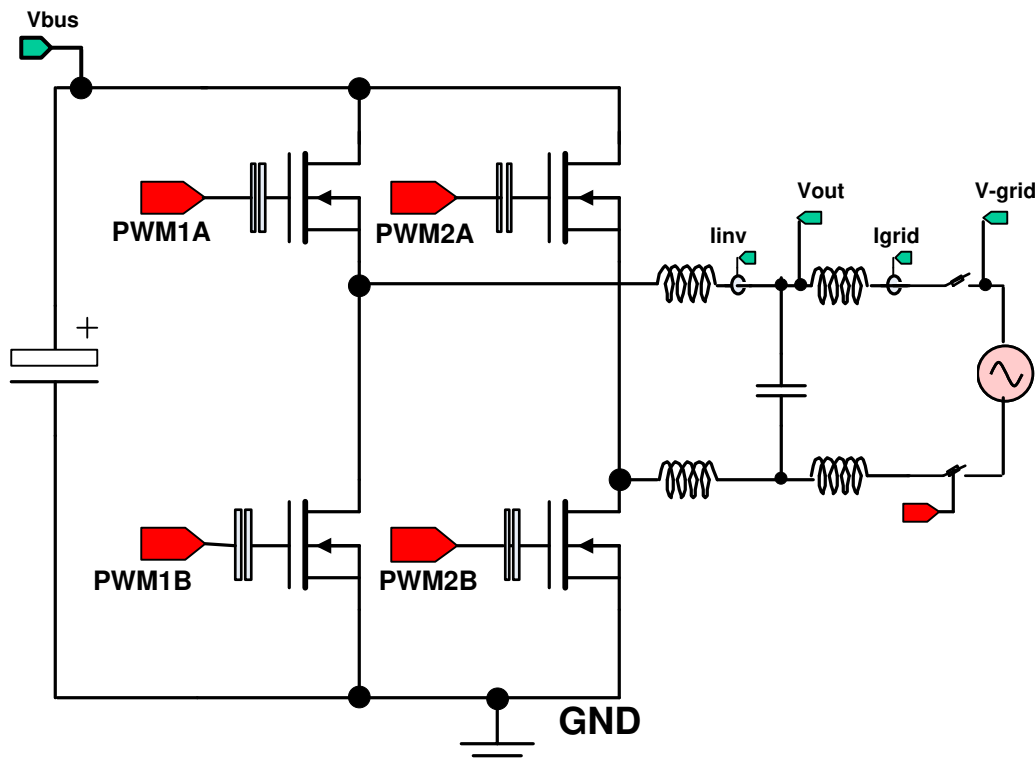 Vbus
PWM1A
PWM2A
Vout
V-grid
Iinv
Igrid
+
PWM1B
PWM2B
GND